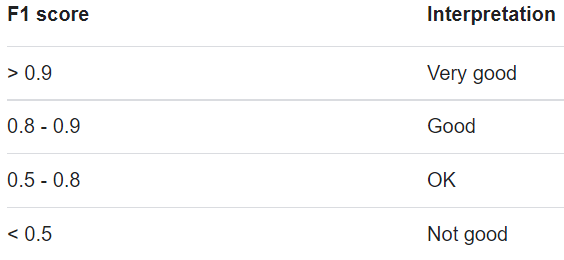 F1 score Interpretation
> 0.9 Very good
0.8 - 0.9 Good
0.5 - 0.8 OK
< 0.5 Not good